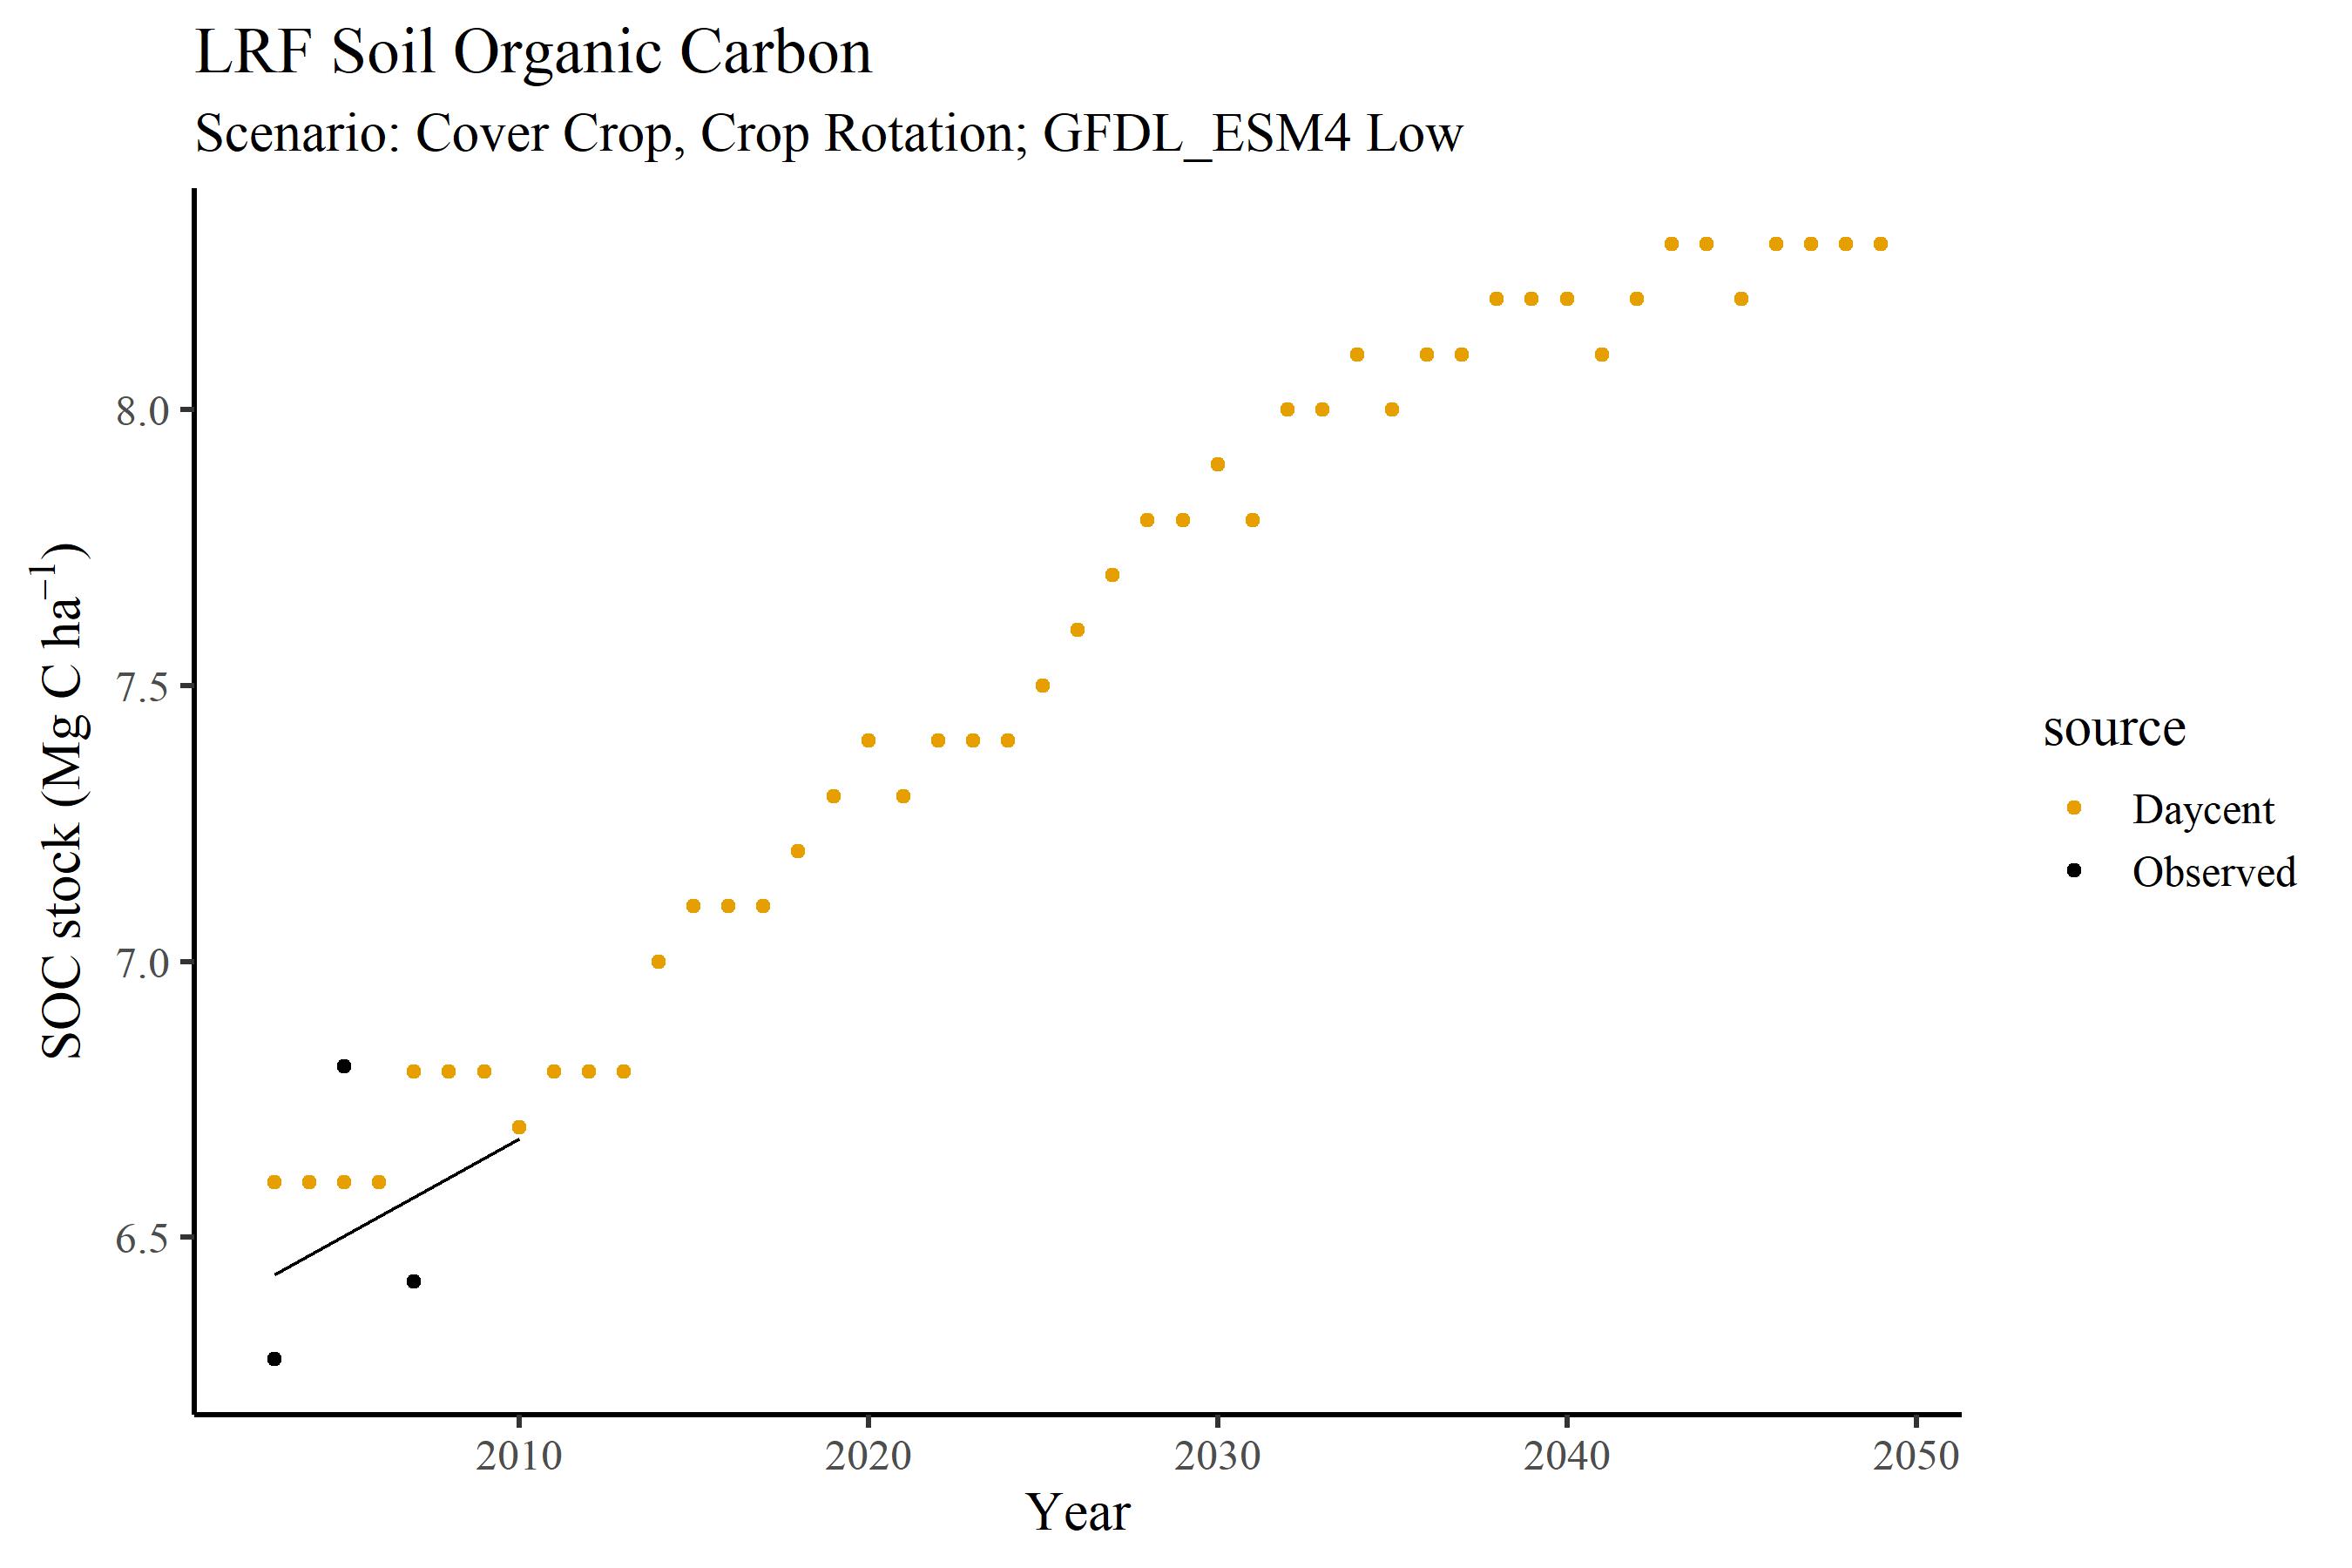 LRF Soil Organic Carbon
Scenario: Cover Crop, Crop Rotation; GFDL_ESM4 Low
SOC stock (Mg C ha⁻¹)
8.0
7.5
7.0
6.5
2010 2020 2030 2040 2050
Year
source
Daycent
Observed